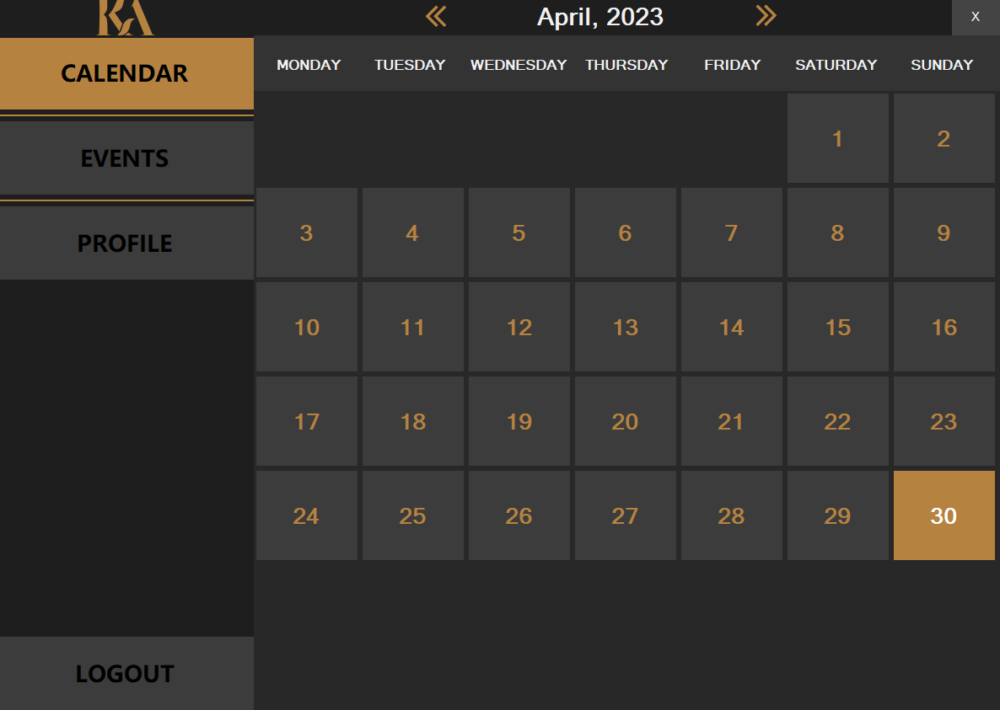 RA
April, 2023
X
CALENDAR
EVENTS
PROFILE
LOGOUT
MONDAY TUESDAY WEDNESDAY THURSDAY FRIDAY SATURDAY SUNDAY
1 2
3 4 5 6 7 8 9
10 11 12 13 14 15 16
17 18 19 20 21 22 23
24 25 26 27 28 29 30